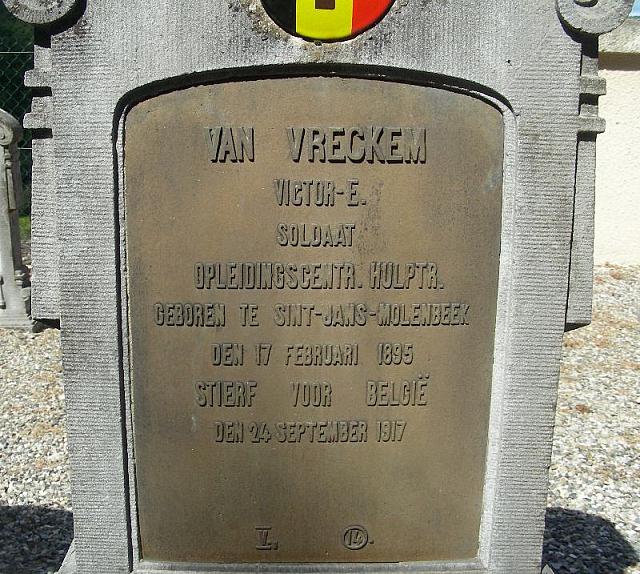 VAN VRECKEM
VICTOR-E.
SOLDAAT
OPLEIDINGSCENTR. HULPTR.
GEBOREN TE SINT-JANS-MOLENBEEK
DEN 17 FEBRUARI 1895
STIERF VOOR BELGIË
DEN 24 SEPTEMBER 1917
V. 14.